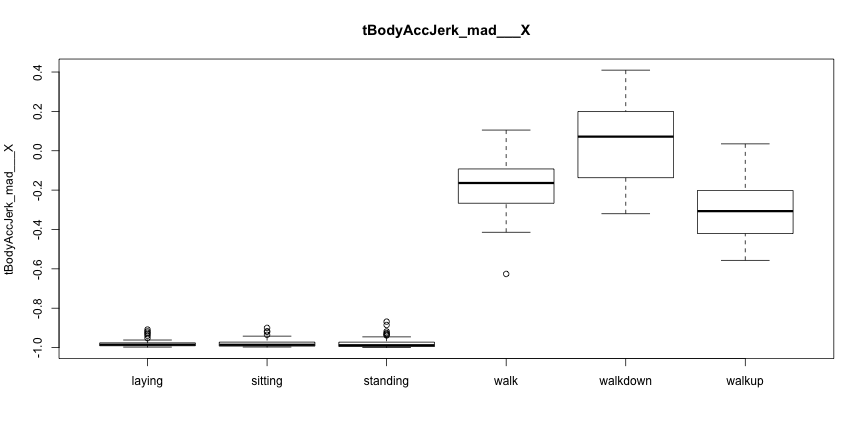 tBodyAccJerk_mad___X
tBodyAccJerk_mad___X
0.4
0.2
0.0
-0.2
-0.4
-0.6
-0.8
-1.0
laying sitting standing walk walkdown walkup